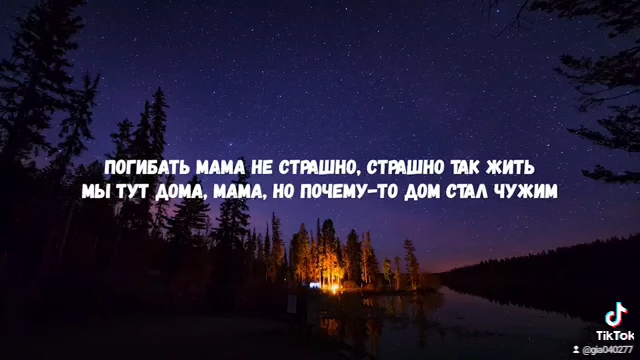 ПОГИБАТЬ МАМА НЕ СТРАШНО, СТРАШНО ТАК ЖИТЬ
МЫ ТУТ ДОМА, МАМА, НО ПОЧЕМУ-ТО ДОМ СТАЛ ЧУЖИМ
TikTok
@gia040277